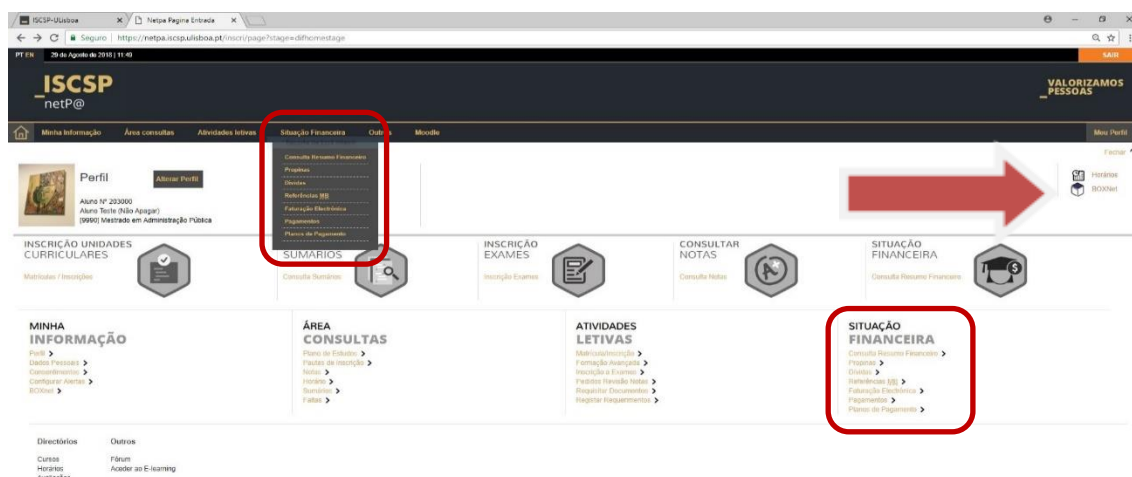 ISCSP-ULisboa
Netpa Pagina Entrada
Seguro https://netpa.iscsp.ulisboa.pt/inscri/page?stage=difhomestage
PT EN 29 de Agosto de 2018 | 11:49
SAIR
_ISCSP
netP@
VALORIZAMOS
_PESSOAS
Minha Informação Área consultas Atividades letivas Situação Financeira Outros Moodle Meu Perfil
Fechar
Consulta Resumo Financeiro
Propinas
Dívidas
Referências MB
Faturação Electrónica
Pagamentos
Planos de Pagamento
Perfil
Alterar Perfil
Aluno Nº 203000
Aluno Teste (Não Apagar)
[9990] Mestrado em Administração Pública
Horários
BOXNet
INSCRIÇÃO UNIDADES
CURRICULARES
Matrículas / Inscrições
SUMÁRIOS
Consulta Sumários
INSCRIÇÃO
EXAMES
Inscrição Exames
CONSULTAR
NOTAS
Consulta Notas
SITUAÇÃO
FINANCEIRA
Consulta Resumo Financeiro
MINHA
INFORMAÇÃO
Perfil
Dados Pessoais
Consentimentos
Configurar Alertas
BOXnet
ÁREA
CONSULTAS
Plano de Estudos
Pautas de Inscrição
Notas
Horário
Sumários
Faltas
ATIVIDADES
LETIVAS
Matrícula/Inscrição
Formação Avançada
Inscrição a Exames
Pedidos Revisão Notas
Requisitar Documentos
Registar Requerimentos
SITUAÇÃO
FINANCEIRA
Consulta Resumo Financeiro
Propinas
Dívidas
Referências MB
Faturação Electrónica
Pagamentos
Planos de Pagamento
Directórios
Cursos
Horários
Avaliações
Outros
Fórum
Aceder ao E-learning